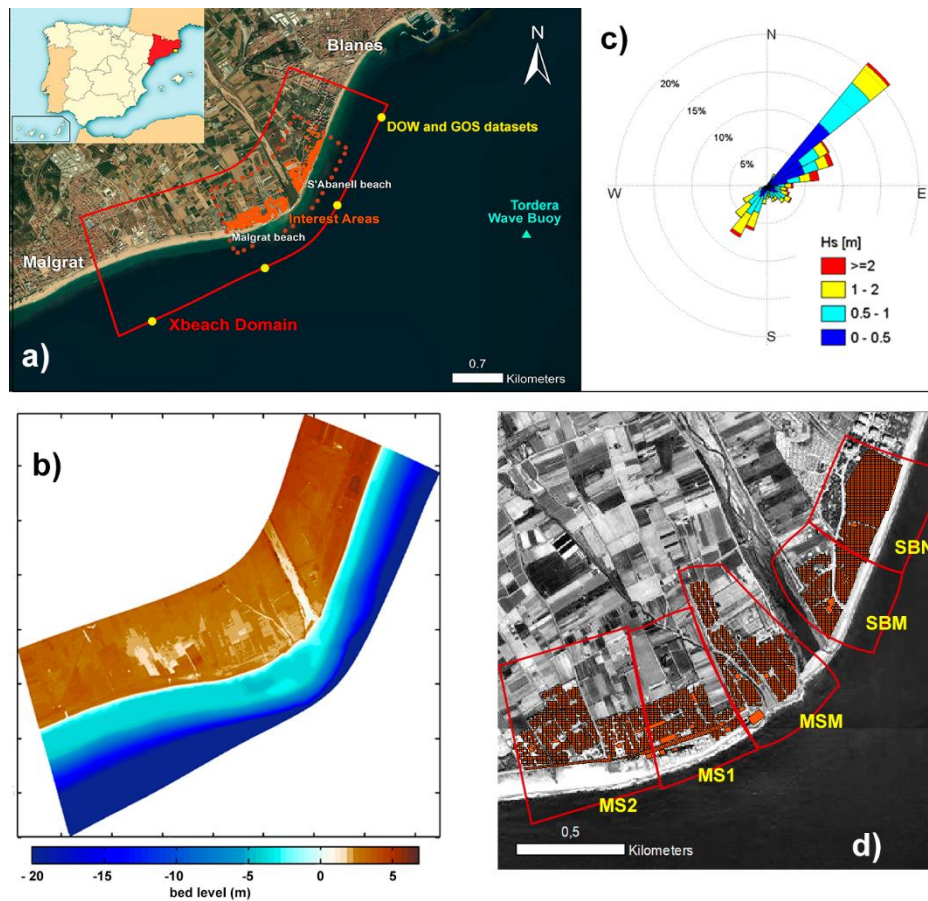 a)
Blanes
N
DOW and GOS datasets
S'Abanell beach
Interest Areas
Malgrat beach
Tordera
Wave Buoy
Malgrat
Xbeach Domain
0.7
Kilometers
c)
N
20%
15%
10%
5%
W
E
S
Hs [m]
>=2
1 - 2
0.5 - 1
0 - 0.5
b)
- 20
-15
-10
-5
0
5
bed level (m)
SBN
SBM
MSM
MS1
MS2
0,5
Kilometers
d)